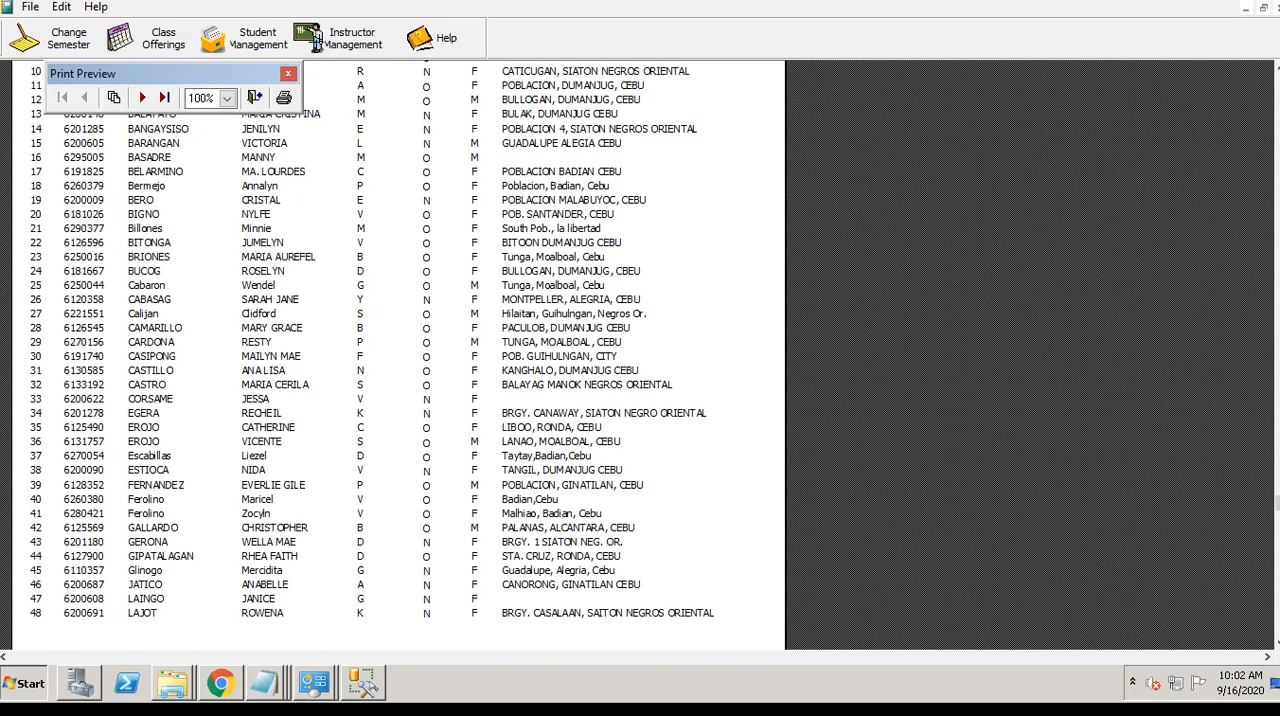 File Edit Help
Change Semester Class Offerings Student Management Instructor Management Help
Print Preview
100%
10 R N F CATICUGAN, SIATON NEGROS ORIENTAL
11 A O F POBLACION, DUMANJUG, CEBU
12 M O M BULLOGAN, DUMANJUG, CEBU
13 MARIA CRISTINA M N F BULAK, DUMANJUG CEBU
14 6201285 BANGAYSISO JENILYN E N F POBLACION 4, SIATON NEGROS ORIENTAL
15 6200605 BARANGAN VICTORIA L N M GUADALUPE ALEGIA CEBU
16 6295005 BASADRE MANNY M O M
17 6191825 BELARMINO MA. LOURDES C O F POBLACION BADIAN CEBU
18 6260379 Bermejo Annalyn P O F Poblacion, Badian, Cebu
19 6200009 BERO CRISTAL E N F POBLACION MALABUYOC, CEBU
20 6181026 BIGNO NYLFE V O F POB. SANTANDER, CEBU
21 6290377 Billones Minnie M O F South Pob., la libertad
22 6126596 BITONGA JUMELYN V O F BITOON DUMANJUG CEBU
23 6250016 BRIONES MARIA AUREFEL B O F Tunga, Moalboal, Cebu
24 6181667 BUCOG ROSELYN D O F BULLOGAN, DUMANJUG, CBEU
25 6250044 Cabaron Wendel G O M Tunga, Moalboal, Cebu
26 6120358 CABASAG SARAH JANE Y N F MONTPELLER, ALEGRIA, CEBU
27 6221551 Calijan Clidford S O M Hilaitan, Guihulngan, Negros Or.
28 6126545 CAMARILLO MARY GRACE B O F PACULOB, DUMANJUG CEBU
29 6270156 CARDONA RESTY P O M TUNGA, MOALBOAL, CEBU
30 6191740 CASIPONG MAILYN MAE F O F POB. GUIHULNGAN, CITY
31 6130585 CASTILLO ANA LISA N O F KANGHALO, DUMANJUG CEBU
32 6133192 CASTRO MARIA CERILA S O F BALAYAG MANOK NEGROS ORIENTAL
33 6200622 CORSAME JESSA V N F
34 6201278 EGERA RECHEIL K N F BRGY. CANAWAY, SIATON NEGRO ORIENTAL
35 6125490 EROJO CATHERINE C O F LIBOO, RONDA, CEBU
36 6131757 EROJO VICENTE S O M LANAO, MOALBOAL, CEBU
37 6270054 Escabillas Liezel D O F Taytay,Badian,Cebu
38 6200090 ESTIOCA NIDA V N F TANGIL, DUMANJUG CEBU
39 6128352 FERNANDEZ EVERLIE GILE P O M POBLACION, GINATILAN, CEBU
40 6260380 Ferolino Maricel V O F Badian,Cebu
41 6280421 Ferolino Zocyln V O F Malhiao, Badian, Cebu
42 6125569 GALLARDO CHRISTOPHER B O M PALANAS, ALCANTARA, CEBU
43 6201180 GERONA WELLA MAE D N F BRGY. 1 SIATON NEG. OR.
44 6127900 GIPATALAGAN RHEA FAITH D O F STA. CRUZ, RONDA, CEBU
45 6110357 Glinogo Mercidita G N F Guadalupe, Alegria, Cebu
46 6200687 JATICO ANABELLE A N F CANORONG, GINATILAN CEBU
47 6200608 LAINGO JANICE G N F
48 6200691 LAJOT ROWENA K N F BRGY. CASALAAN, SAITON NEGROS ORIENTAL
Start
10:02 AM
9/16/2020